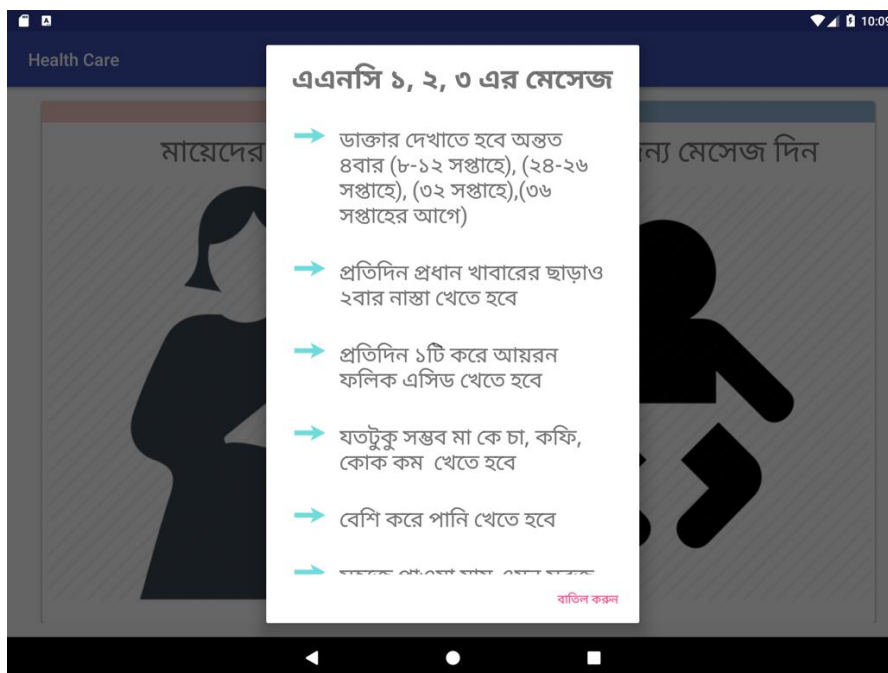 10:09
Health Care
এএনসি ১, ২, ৩ এর মেসেজ
মায়েদের
ন্য মেসেজ দিন
ডাক্তার দেখাতে হবে অন্তত
৪বার (৮-১২ সপ্তাহে), (২৪-২৬
সপ্তাহে), (৩২ সপ্তাহে),(৩৬
সপ্তাহের আগে)
প্রতিদিন প্রধান খাবারের ছাড়াও
২বার নাস্তা খেতে হবে
প্রতিদিন ১টি করে আয়রন
ফলিক এসিড খেতে হবে
যতটুকু সম্ভব মা কে চা, কফি,
কোক কম খেতে হবে
বেশি করে পানি খেতে হবে
বাতিল করুন